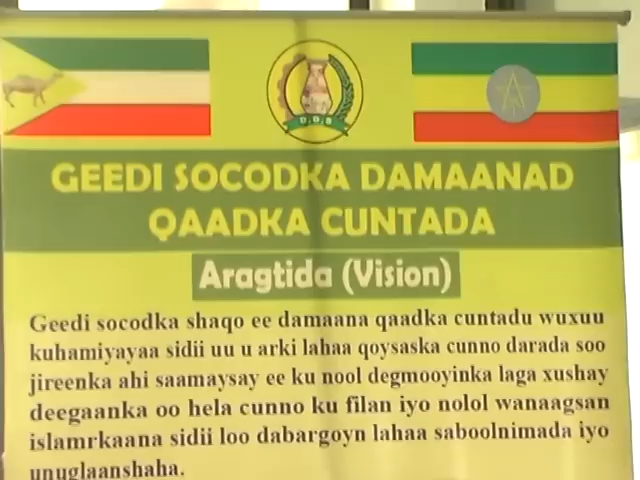 D.D.S
GEEDI SOCODKA DAMAANAD
QAADKA CUNTADA
Aragtida (Vision)
Geedi socodka shaqo ee damaana qaadka cuntadu wuxuu
kuhamiyayaa sidii uu u arki lahaa qoysaska cunno darada soo
jireenka ahi saamaysay ee ku nool degmooyinka laga xushay
deegaanka oo hela cunno ku filan iyo nolol wanaagsan
islamrkaana sidii loo dabargoyn lahaa saboolnimada iyo
unuglaanshaha.